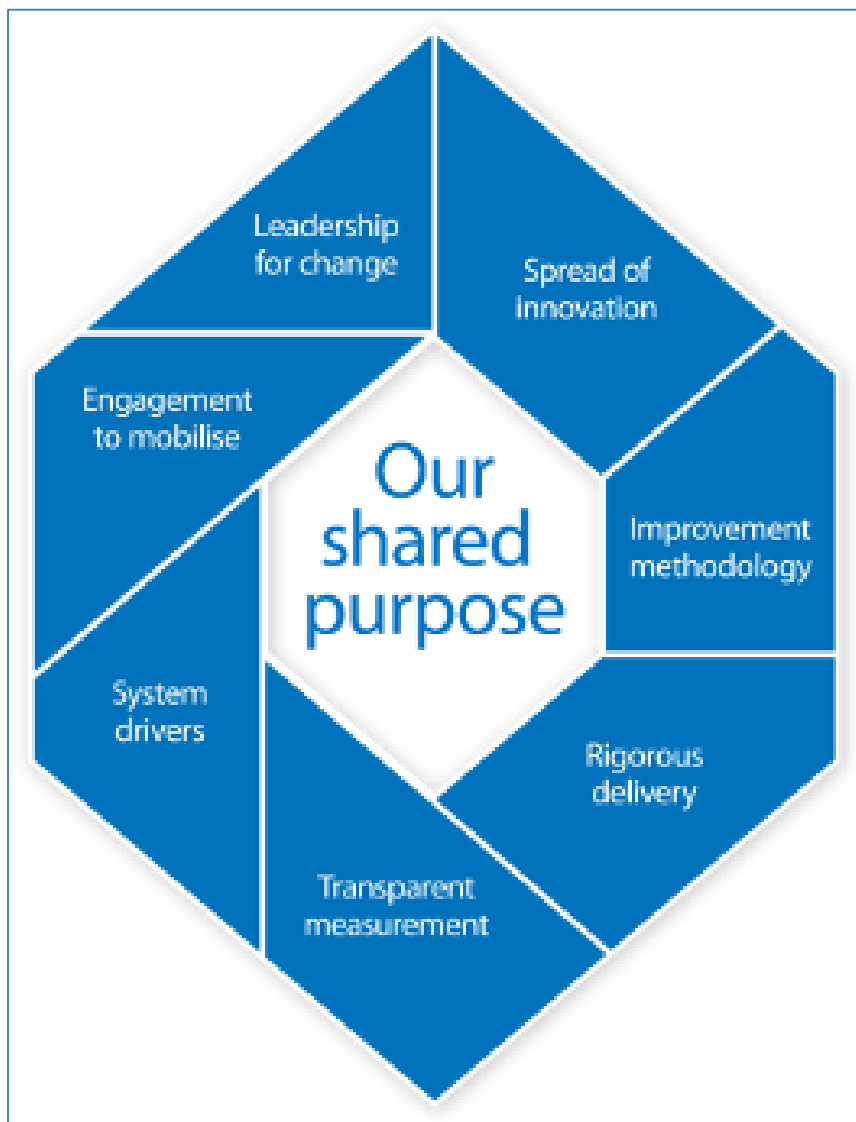 Leadership
for change
Spread of
innovation
Engagement
to mobilise
Our
shared
purpose
Improvement
methodology
System
drivers
Rigorous
delivery
Transparent
measurement